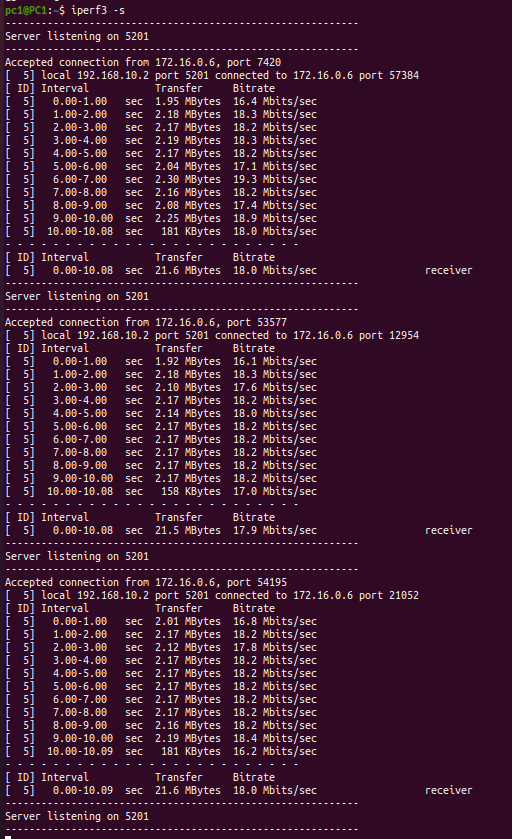 pc1@PC1:~$ iperf3 -s
-----------------------------------------------------------
Server listening on 5201
-----------------------------------------------------------
Accepted connection from 172.16.0.6, port 7420
[  5] local 192.168.10.2 port 5201 connected to 172.16.0.6 port 57384
[ ID] Interval           Transfer     Bitrate
[  5]   0.00-1.00   sec  1.95 MBytes  16.4 Mbits/sec
[  5]   1.00-2.00   sec  2.18 MBytes  18.3 Mbits/sec
[  5]   2.00-3.00   sec  2.17 MBytes  18.2 Mbits/sec
[  5]   3.00-4.00   sec  2.19 MBytes  18.3 Mbits/sec
[  5]   4.00-5.00   sec  2.17 MBytes  18.2 Mbits/sec
[  5]   5.00-6.00   sec  2.04 MBytes  17.1 Mbits/sec
[  5]   6.00-7.00   sec  2.30 MBytes  19.3 Mbits/sec
[  5]   7.00-8.00   sec  2.16 MBytes  18.2 Mbits/sec
[  5]   8.00-9.00   sec  2.08 MBytes  17.4 Mbits/sec
[  5]   9.00-10.00  sec  2.25 MBytes  18.9 Mbits/sec
[  5]  10.00-10.08  sec   181 KBytes  18.0 Mbits/sec
- - - - - - - - - - - - - - - - - - - - - - - - -
[ ID] Interval           Transfer     Bitrate
[  5]   0.00-10.08  sec  21.6 MBytes  18.0 Mbits/sec                  receiver
-----------------------------------------------------------
Server listening on 5201
-----------------------------------------------------------
Accepted connection from 172.16.0.6, port 53577
[  5] local 192.168.10.2 port 5201 connected to 172.16.0.6 port 12954
[ ID] Interval           Transfer     Bitrate
[  5]   0.00-1.00   sec  1.92 MBytes  16.1 Mbits/sec
[  5]   1.00-2.00   sec  2.18 MBytes  18.3 Mbits/sec
[  5]   2.00-3.00   sec  2.10 MBytes  17.6 Mbits/sec
[  5]   3.00-4.00   sec  2.17 MBytes  18.2 Mbits/sec
[  5]   4.00-5.00   sec  2.14 MBytes  18.0 Mbits/sec
[  5]   5.00-6.00   sec  2.17 MBytes  18.2 Mbits/sec
[  5]   6.00-7.00   sec  2.17 MBytes  18.2 Mbits/sec
[  5]   7.00-8.00   sec  2.17 MBytes  18.2 Mbits/sec
[  5]   8.00-9.00   sec  2.17 MBytes  18.2 Mbits/sec
[  5]   9.00-10.00  sec  2.17 MBytes  18.2 Mbits/sec
[  5]  10.00-10.08  sec   158 KBytes  17.0 Mbits/sec
- - - - - - - - - - - - - - - - - - - - - - - - -
[ ID] Interval           Transfer     Bitrate
[  5]   0.00-10.08  sec  21.5 MBytes  17.9 Mbits/sec                  receiver
-----------------------------------------------------------
Server listening on 5201
-----------------------------------------------------------
Accepted connection from 172.16.0.6, port 54195
[  5] local 192.168.10.2 port 5201 connected to 172.16.0.6 port 21052
[ ID] Interval           Transfer     Bitrate
[  5]   0.00-1.00   sec  2.01 MBytes  16.8 Mbits/sec
[  5]   1.00-2.00   sec  2.17 MBytes  18.2 Mbits/sec
[  5]   2.00-3.00   sec  2.12 MBytes  17.8 Mbits/sec
[  5]   3.00-4.00   sec  2.17 MBytes  18.2 Mbits/sec
[  5]   4.00-5.00   sec  2.17 MBytes  18.2 Mbits/sec
[  5]   5.00-6.00   sec  2.17 MBytes  18.2 Mbits/sec
[  5]   6.00-7.00   sec  2.17 MBytes  18.2 Mbits/sec
[  5]   7.00-8.00   sec  2.17 MBytes  18.2 Mbits/sec
[  5]   8.00-9.00   sec  2.16 MBytes  18.2 Mbits/sec
[  5]   9.00-10.00  sec  2.19 MBytes  18.4 Mbits/sec
[  5]  10.00-10.09  sec   181 KBytes  16.2 Mbits/sec
- - - - - - - - - - - - - - - - - - - - - - - - -
[ ID] Interval           Transfer     Bitrate
[  5]   0.00-10.09  sec  21.6 MBytes  18.0 Mbits/sec                  receiver
-----------------------------------------------------------
Server listening on 5201
-----------------------------------------------------------